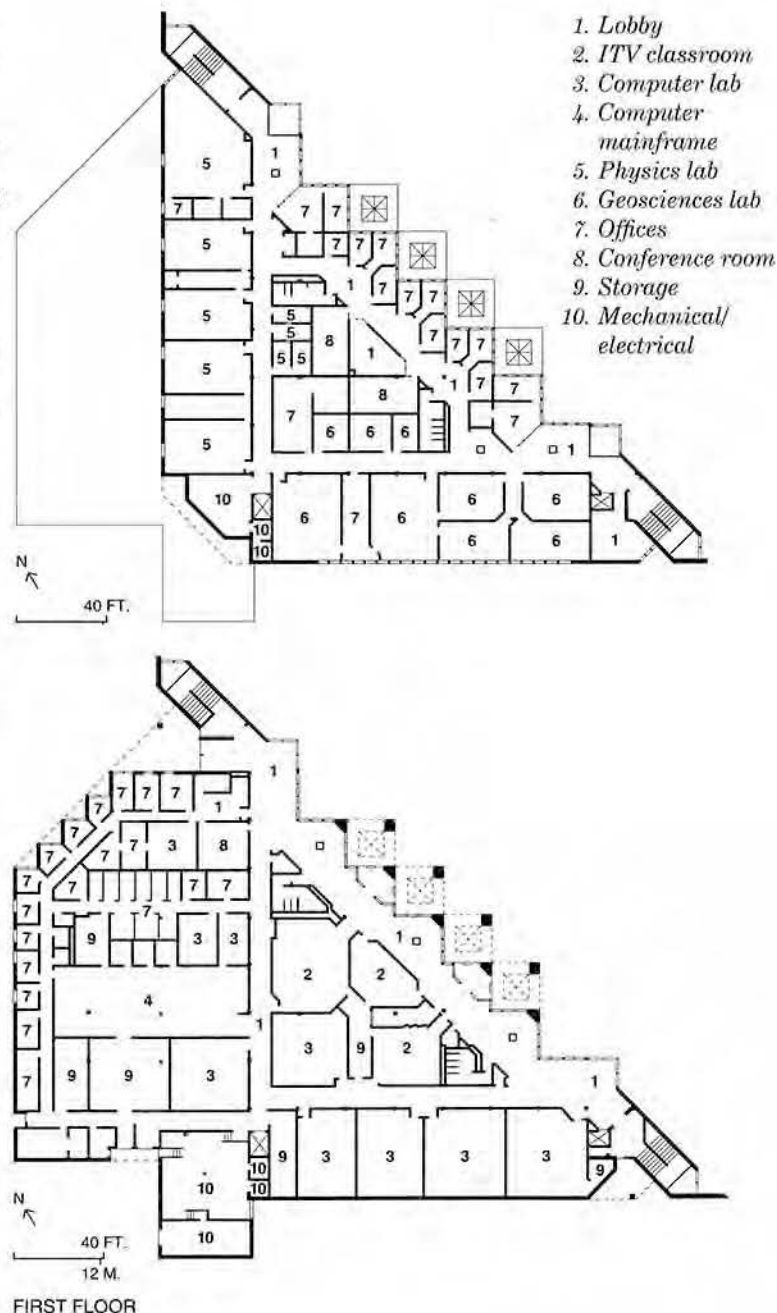 1. Lobby
2. ITV classroom
3. Computer lab
4. Computer
mainframe
5. Physics lab
6. Geosciences lab
7. Offices
8. Conference room
9. Storage
10. Mechanical/
electrical
1
5
7 7 7
5 7 7 7
1 7
7 7
5 5
5 7
8 7 7
5 5
5 1
1 7 7
8
7 7
6 6 6
5 1
10 6 6
6 7 6
10
10 6 6 1
N
40 FT.
1
7 7 7
7 1
7
7 7 3 8
7
7 7 7 7
7 7
7 9 3 3 2 1
7 2
7 4
7 1
3 9 2
7 9 9 3 1
9 3 3 3 3
10 9
10 10
N
10
40 FT.
12 M.
FIRST FLOOR